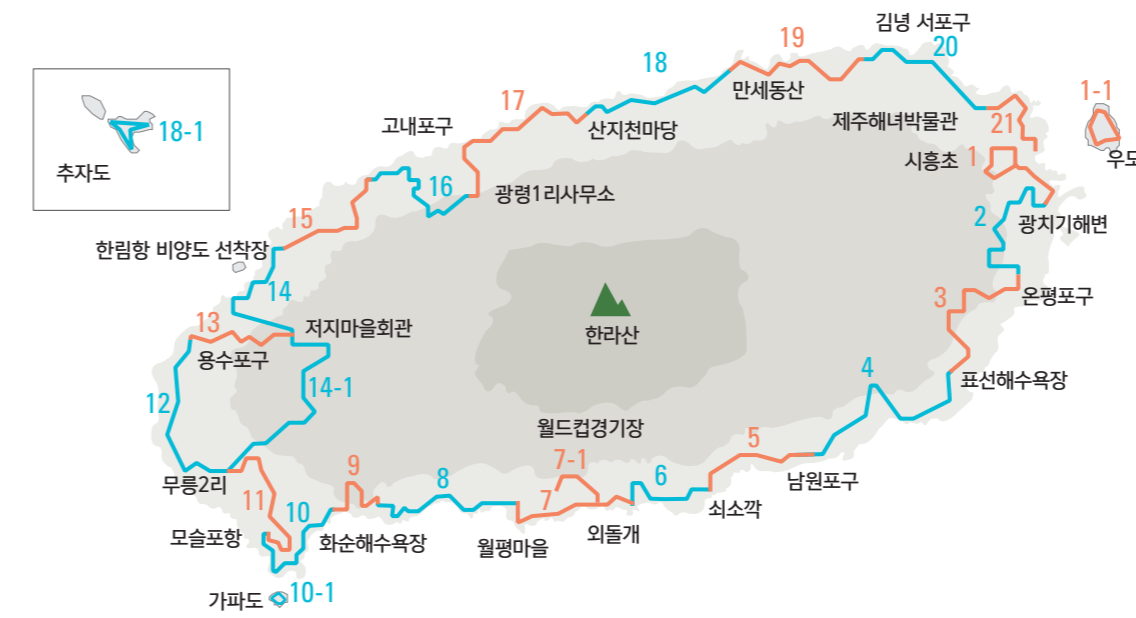 김녕 서포구
19
20
18
만세동산
1-1
17
고내포구
산지천마당
제주해녀박물관
21
18-1
시흥초
1
우도
추자도
16
광령1리사무소
2
광치기해변
15
한림항 비양도 선착장
14
3
온평포구
13
저지마을회관
한라산
용수포구
4
표선해수욕장
14-1
12
월드컵경기장
5
7-1
9
8
6
남원포구
무릉2리
11
7
쇠소깍
10
모슬포항
화순해수욕장
월평마을
외돌개
가파도
10-1